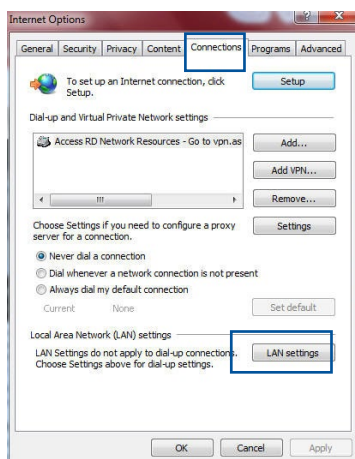 Internet Options
General Security Privacy Content Connections Programs Advanced
To set up an Internet connection, click
Setup.
Setup
Dial-up and Virtual Private Network settings
Access RD Network Resources - Go to vpn.as
Add...
Add VPN...
Remove...
Choose Settings if you need to configure a proxy
server for a connection.
Settings
Never dial a connection
Dial whenever a network connection is not present
Always dial my default connection
Current None
Set default
Local Area Network (LAN) settings
LAN Settings do not apply to dial-up connections.
Choose Settings above for dial-up settings.
LAN settings
OK Cancel Apply